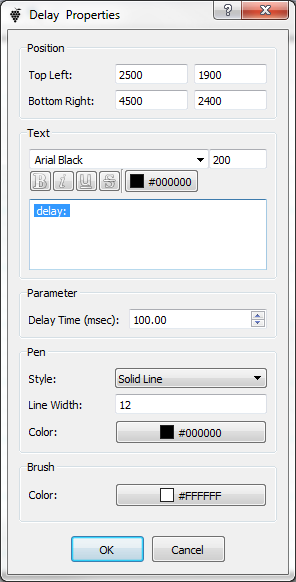 Delay Properties
?
X
Position
Top Left: 2500 1900
Bottom Right: 4500 2400
Text
Arial Black 200
B i U S #000000
delay:
Parameter
Delay Time (msec): 100.00
Pen
Style: Solid Line
Line Width: 12
Color: #000000
Brush
Color: #FFFFFF
OK Cancel